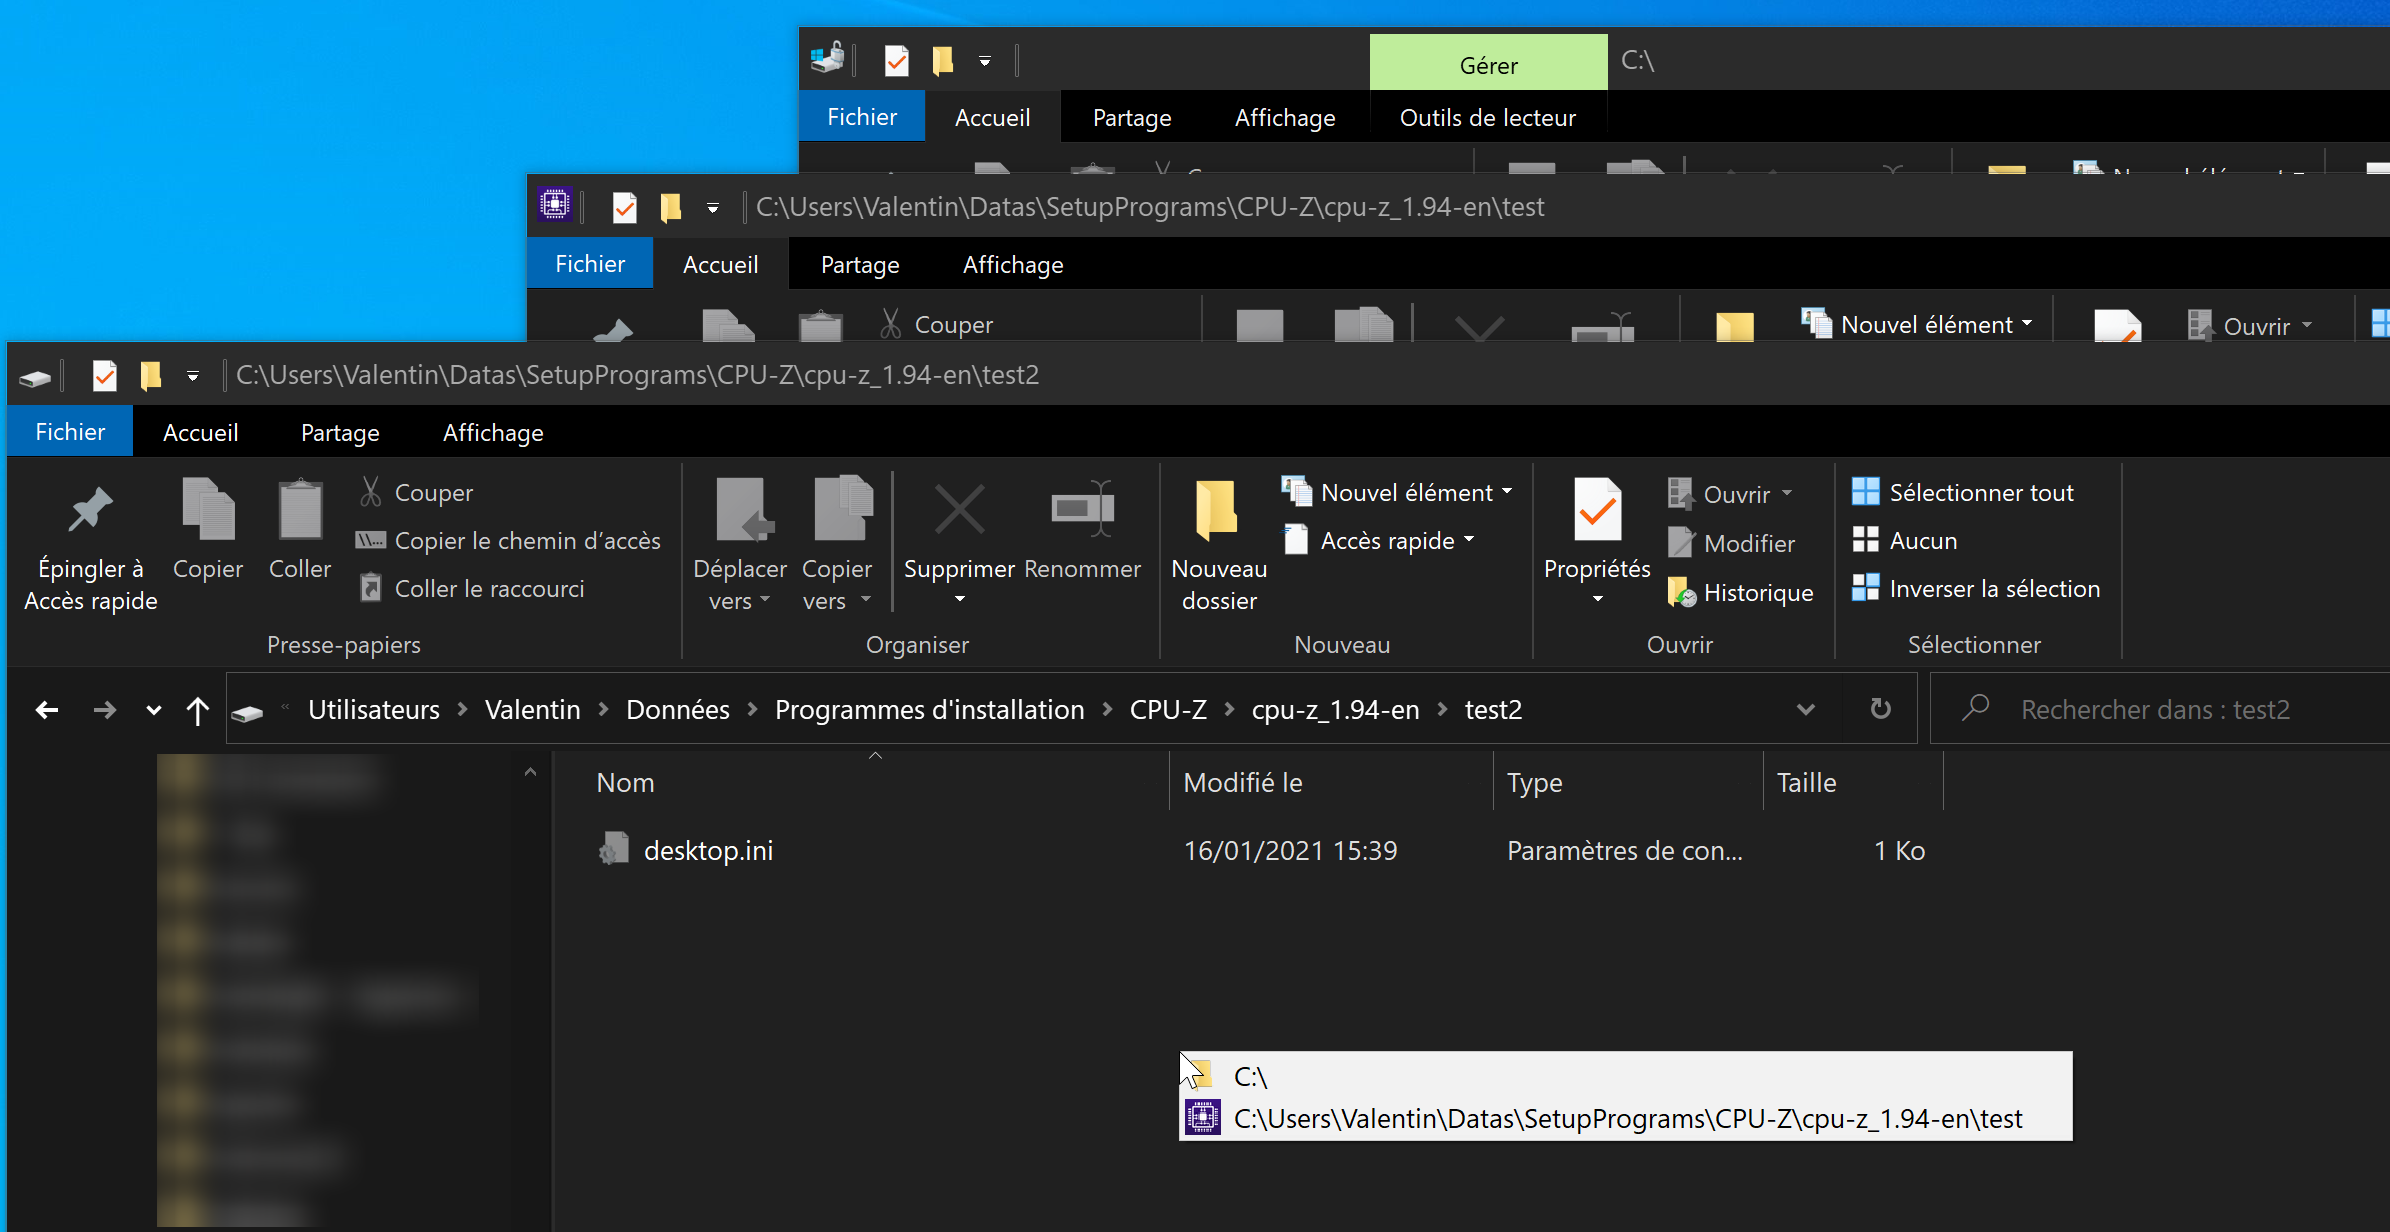 Gérer
C:\
Fichier
Accueil
Partage
Affichage
Outils de lecteur
C:\Users\Valentin\Datas\SetupPrograms\CPU-Z\cpu-z_1.94-en\test
Fichier
Accueil
Partage
Affichage
Couper
Nouvel élément
Ouvrir
C:\Users\Valentin\Datas\SetupPrograms\CPU-Z\cpu-z_1.94-en\test2
Fichier
Accueil
Partage
Affichage
Épingler à
Accès rapide
Copier
Coller
Couper
Copier le chemin d’accès
Coller le raccourci
Presse-papiers
Déplacer
vers
Copier
vers
Supprimer
Renommer
Organiser
Nouveau
dossier
Nouvel élément
Accès rapide
Nouveau
Propriétés
Ouvrir
Modifier
Historique
Ouvrir
Sélectionner tout
Aucun
Inverser la sélection
Sélectionner
« Utilisateurs > Valentin > Données > Programmes d'installation > CPU-Z > cpu-z_1.94-en > test2
Rechercher dans : test2
Nom Modifié le Type Taille
desktop.ini 16/01/2021 15:39 Paramètres de con... 1 Ko
C:\
C:\Users\Valentin\Datas\SetupPrograms\CPU-Z\cpu-z_1.94-en\test